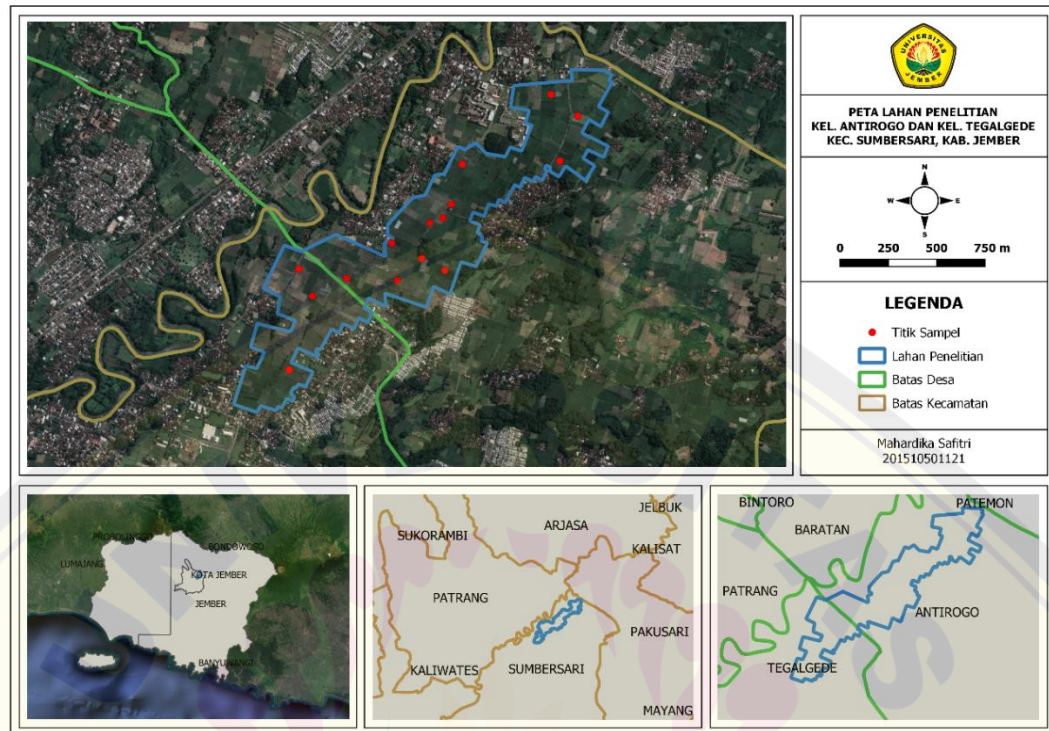 UNIVERSITAS
JEMBER
PETA LAHAN PENELITIAN
KEL. ANTIROGO DAN KEL. TEGALGEDE
KEC. SUMBERSARI, KAB. JEMBER
N
W E
S
0 250 500 750 m
LEGENDA
Titik Sampel
Lahan Penelitian
Batas Desa
Batas Kecamatan
Mahardika Safitri
201510501121
PROBOLINGGO
BONDOWOSO
LUMAJANG
KOTA JEMBER
JEMBER
BANYUWANGI
JELBUK
SUKORAMBI
ARJASA
KALISAT
PATRANG
PAKUSARI
KALIWATES
SUMBERSARI
MAYANG
BINTORO
PATEMON
BARATAN
PATRANG
ANTIROGO
TEGALGEDE